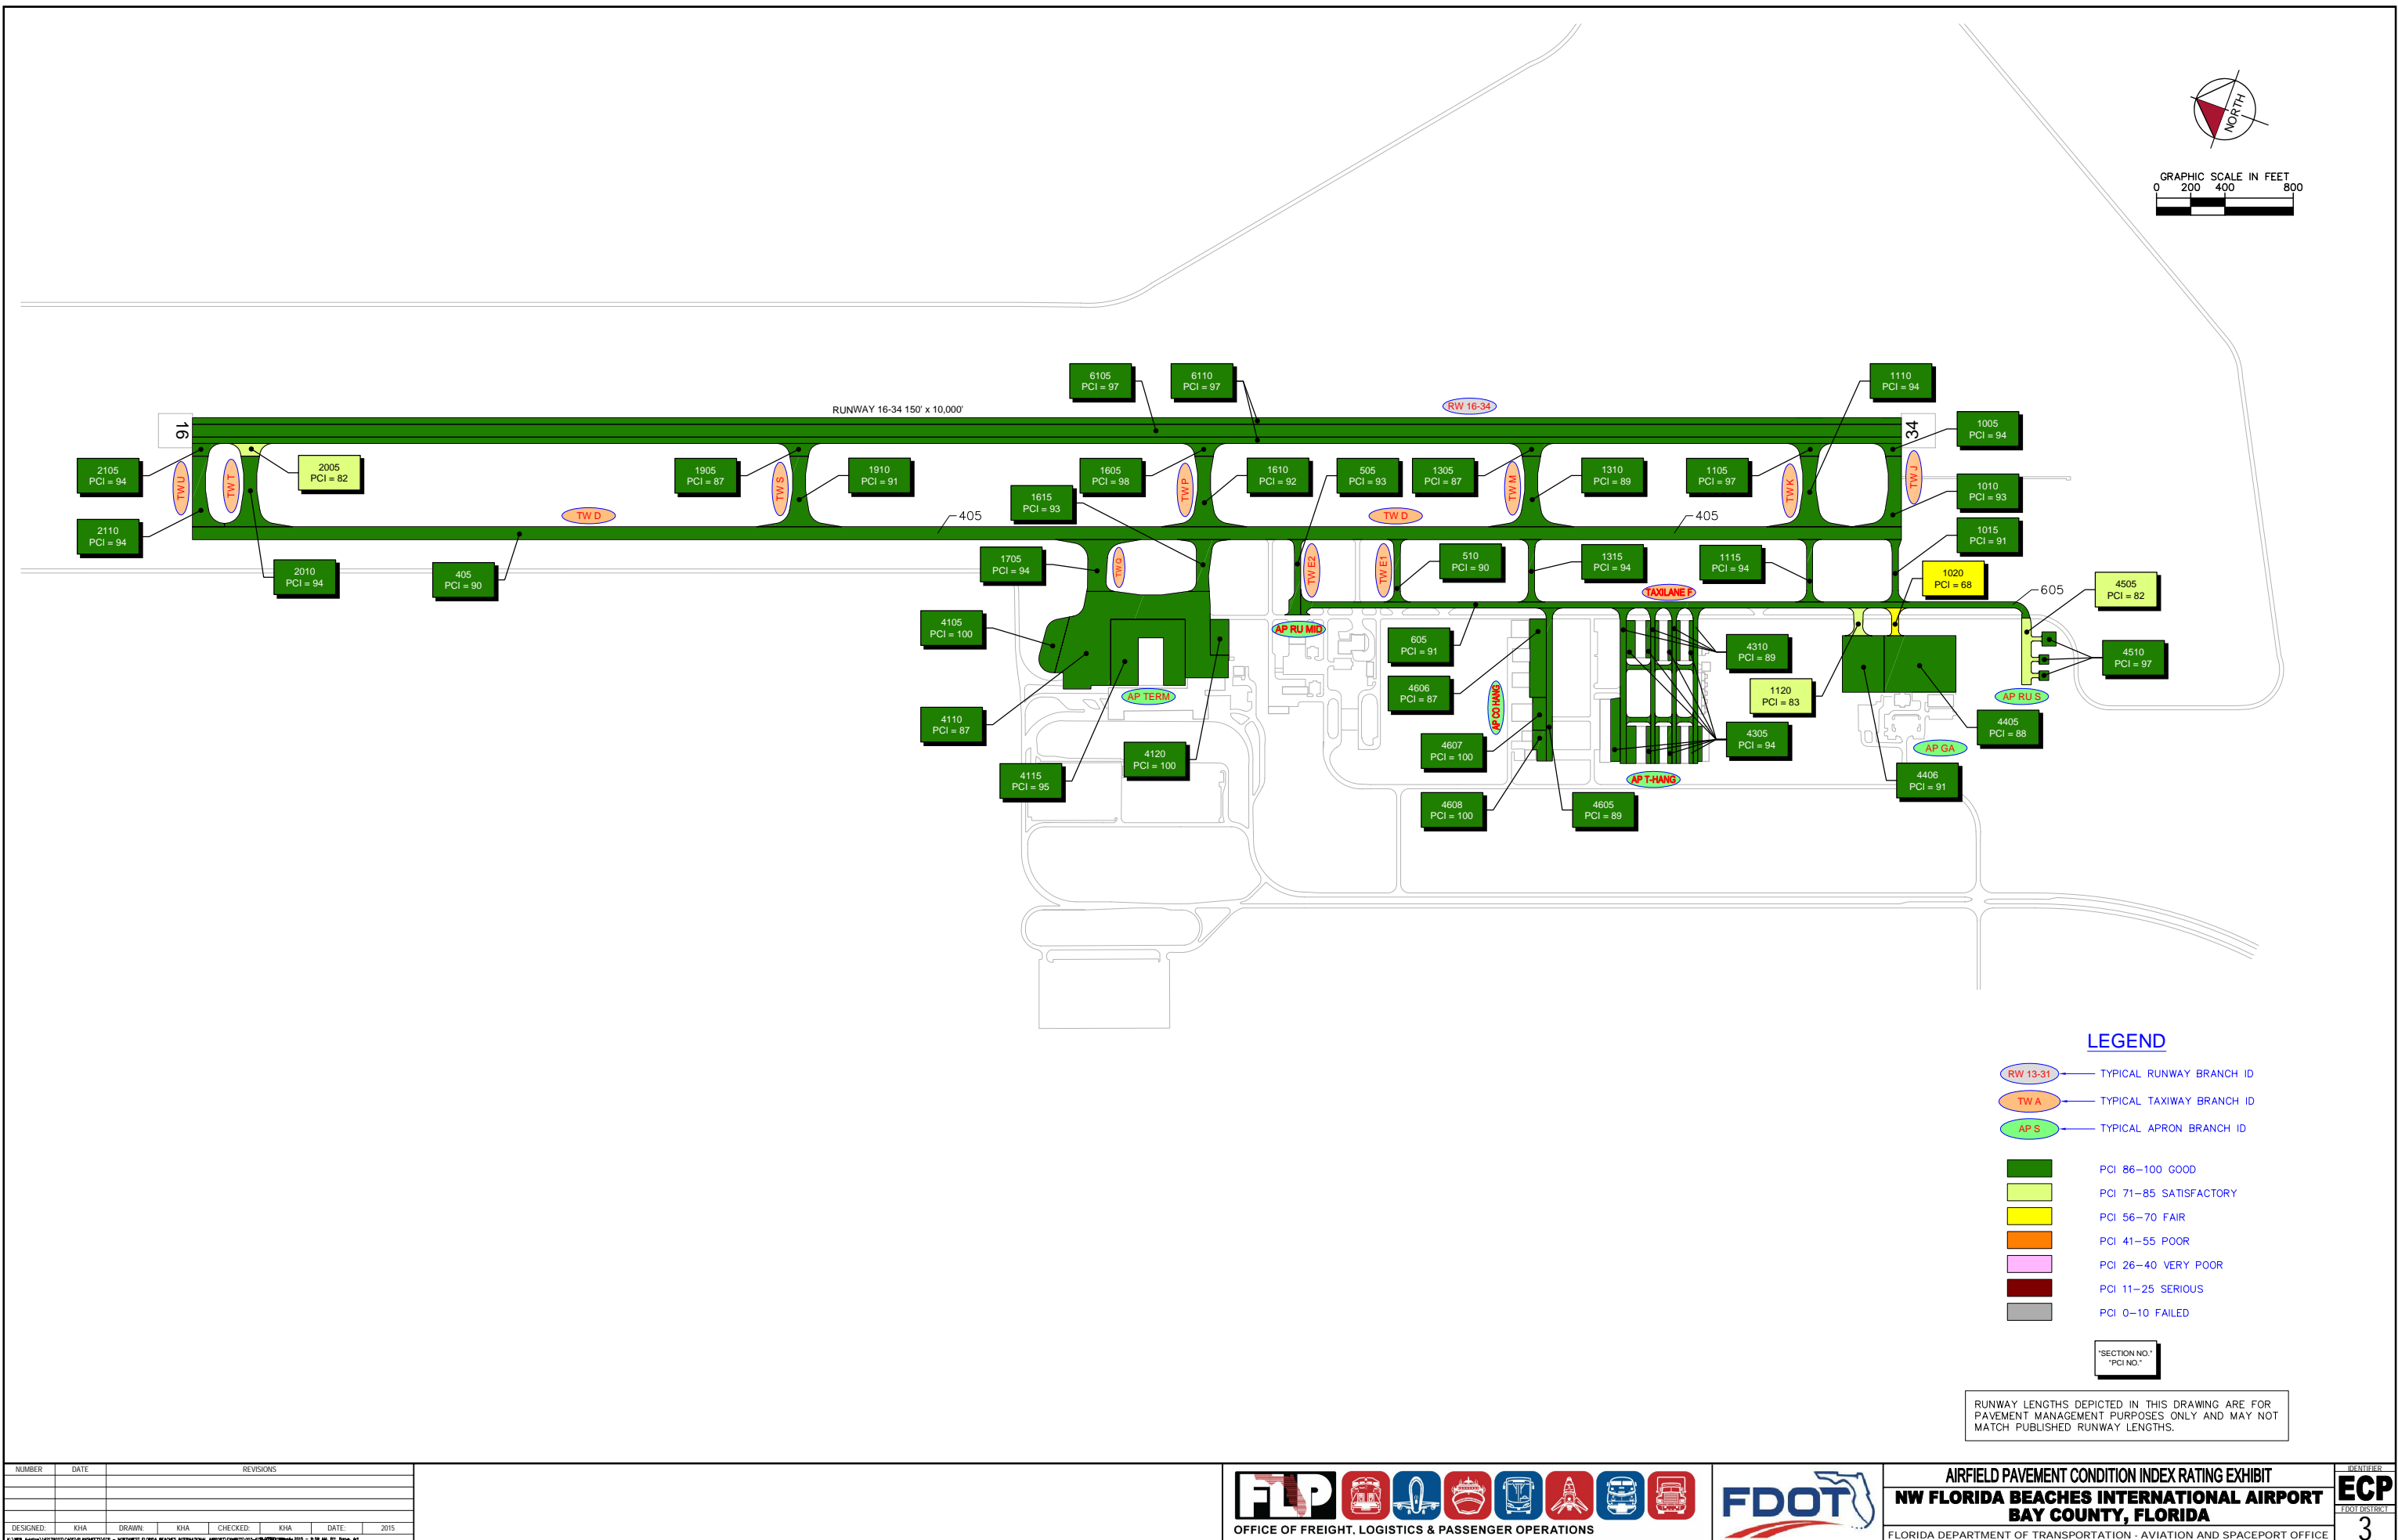 NORTH
GRAPHIC SCALE IN FEET
0 200 400 800
6105
PCI = 97
6110
PCI = 97
1110
PCI = 94
RUNWAY 16-34 150' x 10,000'
RW 16-34
16
34
1005
PCI = 94
2105
PCI = 94
TW U
TW T
2005
PCI = 82
1905
PCI = 87
TW S
1910
PCI = 91
1605
PCI = 98
TW P
1610
PCI = 92
505
PCI = 93
1305
PCI = 87
TW M
1310
PCI = 89
1105
PCI = 97
TW K
TW J
1010
PCI = 93
1615
PCI = 93
2110
PCI = 94
TW D
405
TW D
405
1015
PCI = 91
2010
PCI = 94
405
PCI = 90
1705
PCI = 94
TW Q
TW E2
TW E1
510
PCI = 90
1315
PCI = 94
1115
PCI = 94
1020
PCI = 68
4505
PCI = 82
TAXILANE F
605
4105
PCI = 100
AP RU MID
605
PCI = 91
4310
PCI = 89
4510
PCI = 97
4606
PCI = 87
AP CO HANG
1120
PCI = 83
AP RU S
AP TERM
4110
PCI = 87
4405
PCI = 88
4120
PCI = 100
4607
PCI = 100
4305
PCI = 94
AP GA
4115
PCI = 95
AP T-HANG
4406
PCI = 91
4608
PCI = 100
4605
PCI = 89
LEGEND
RW 13-31 TYPICAL RUNWAY BRANCH ID
TW A TYPICAL TAXIWAY BRANCH ID
AP S TYPICAL APRON BRANCH ID
PCI 86-100 GOOD
PCI 71-85 SATISFACTORY
PCI 56-70 FAIR
PCI 41-55 POOR
PCI 26-40 VERY POOR
PCI 11-25 SERIOUS
PCI 0-10 FAILED
"SECTION NO."
"PCI NO."
RUNWAY LENGTHS DEPICTED IN THIS DRAWING ARE FOR
PAVEMENT MANAGEMENT PURPOSES ONLY AND MAY NOT
MATCH PUBLISHED RUNWAY LENGTHS.
NUMBER DATE REVISIONS
DESIGNED: KHA DRAWN: KHA CHECKED: KHA DATE: 2015
FLP
OFFICE OF FREIGHT, LOGISTICS & PASSENGER OPERATIONS
FDOT
AIRFIELD PAVEMENT CONDITION INDEX RATING EXHIBIT
NW FLORIDA BEACHES INTERNATIONAL AIRPORT
BAY COUNTY, FLORIDA
FLORIDA DEPARTMENT OF TRANSPORTATION - AVIATION AND SPACEPORT OFFICE
IDENTIFIER
ECP
FDOT DISTRICT
3